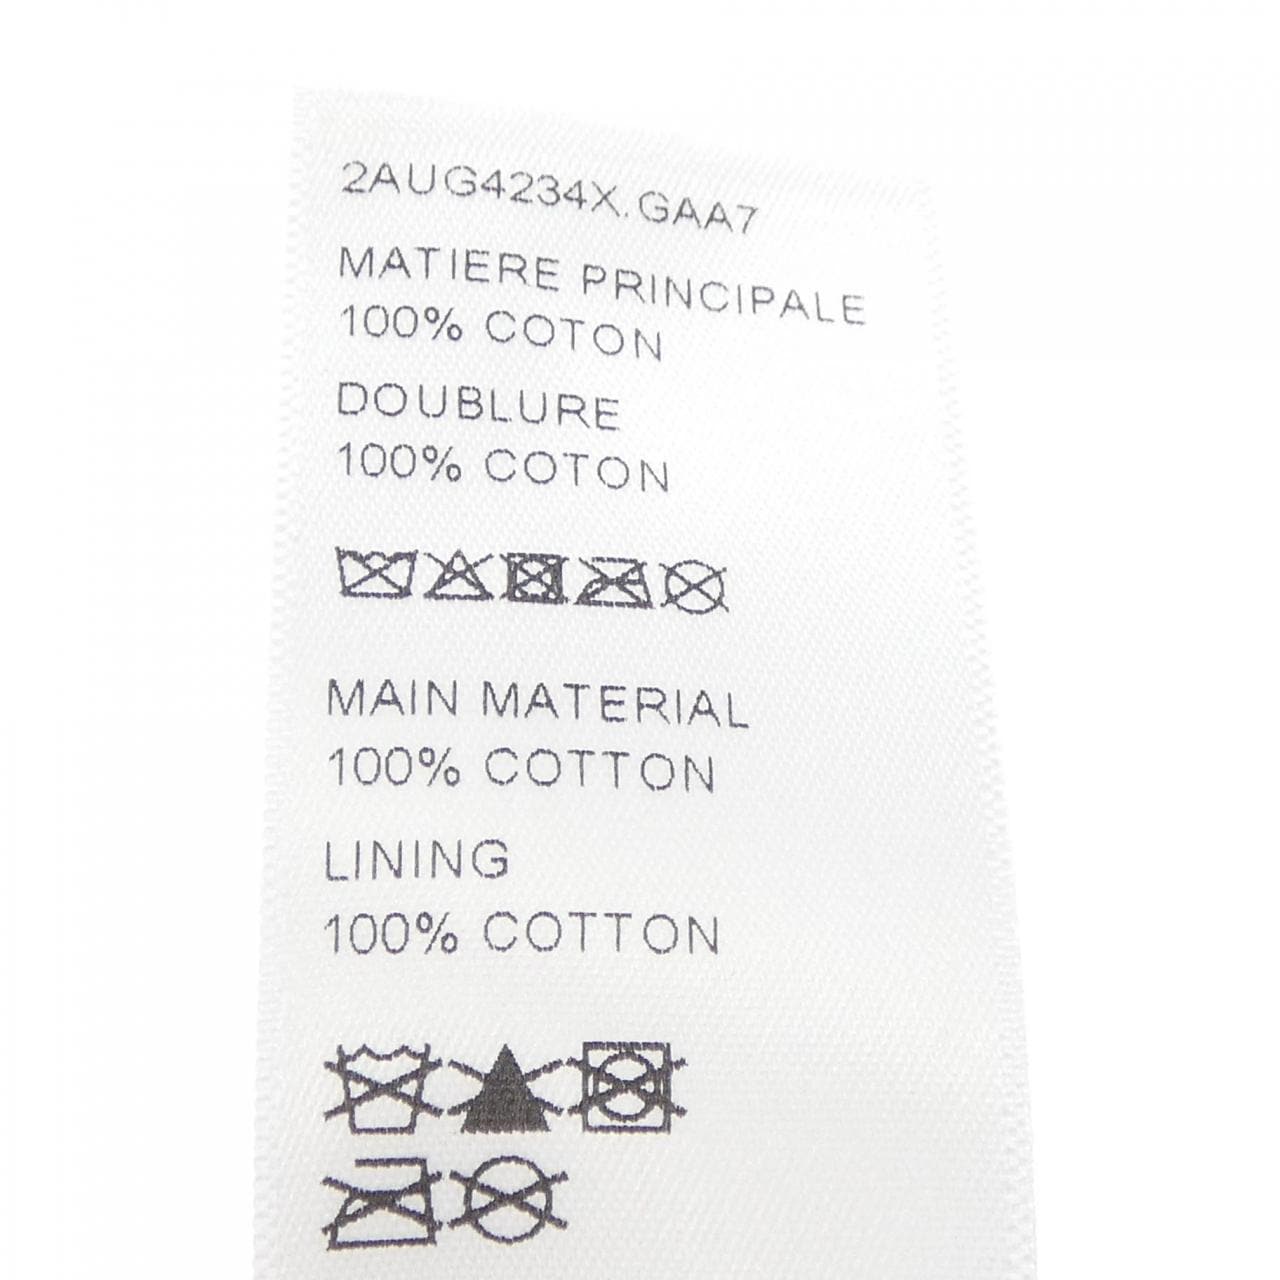 2AUG4234X.GAA7
MATIERE PRINCIPALE
100% COTON
DOUBLURE
100% COTON
MAIN MATERIAL
100% COTTON
LINING
100% COTTON